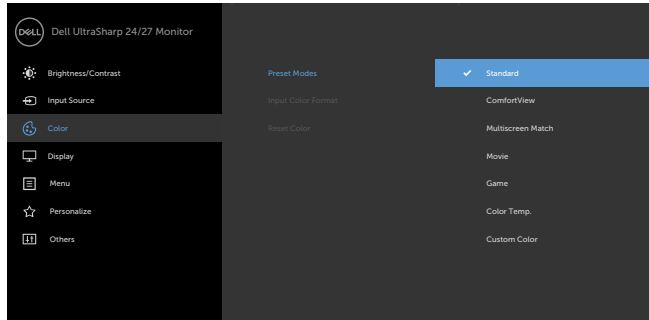 DELL Dell UltraSharp 24/27 Monitor
Brightness/Contrast
Input Source
Color
Display
Menu
Personalize
Others
Preset Modes
Input Color Format
Reset Color
Standard
ComfortView
Multiscreen Match
Movie
Game
Color Temp.
Custom Color